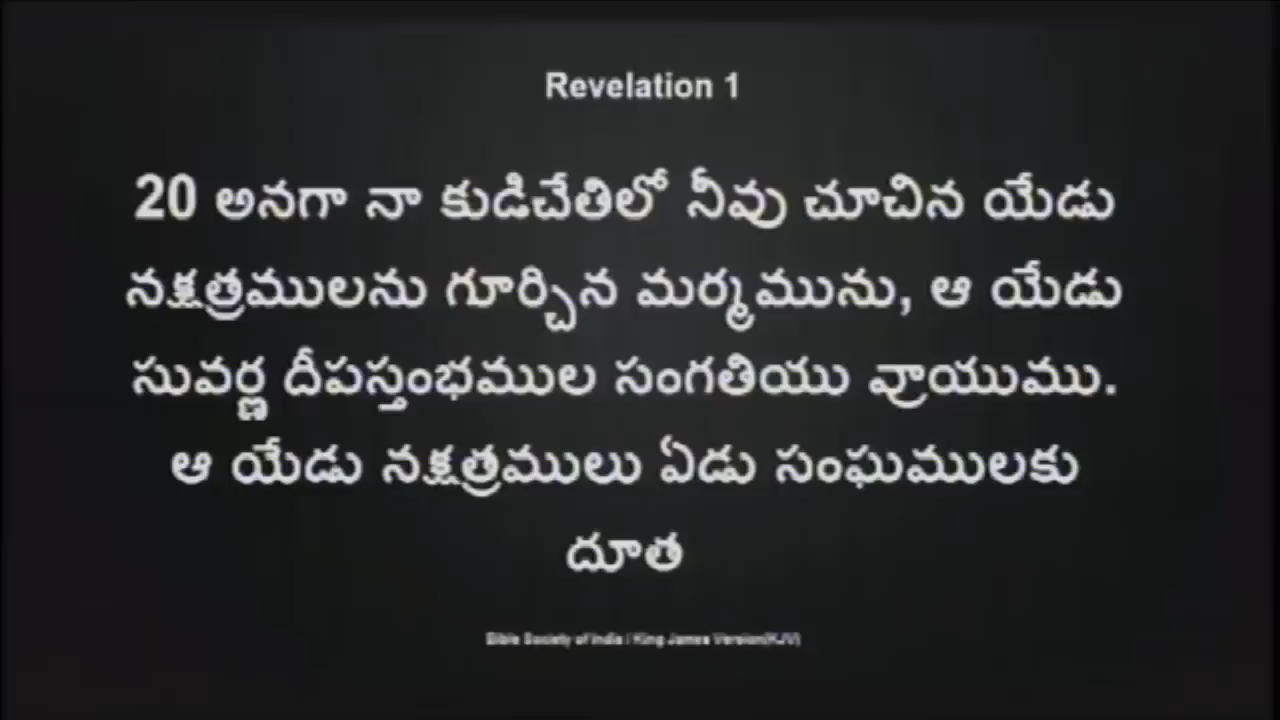 Revelation 1
20 అనగా నా కుడిచేతిలో నీవు చూచిన యేడు
నక్షత్రములను గూర్చిన మర్మమును, ఆ యేడు
సువర్ణ దీపస్తంభముల సంగతియు వ్రాయుము.
ఆ యేడు నక్షత్రములు ఏడు సంఘములకు
దూత
Bible Society of India / King James Version(KJV)